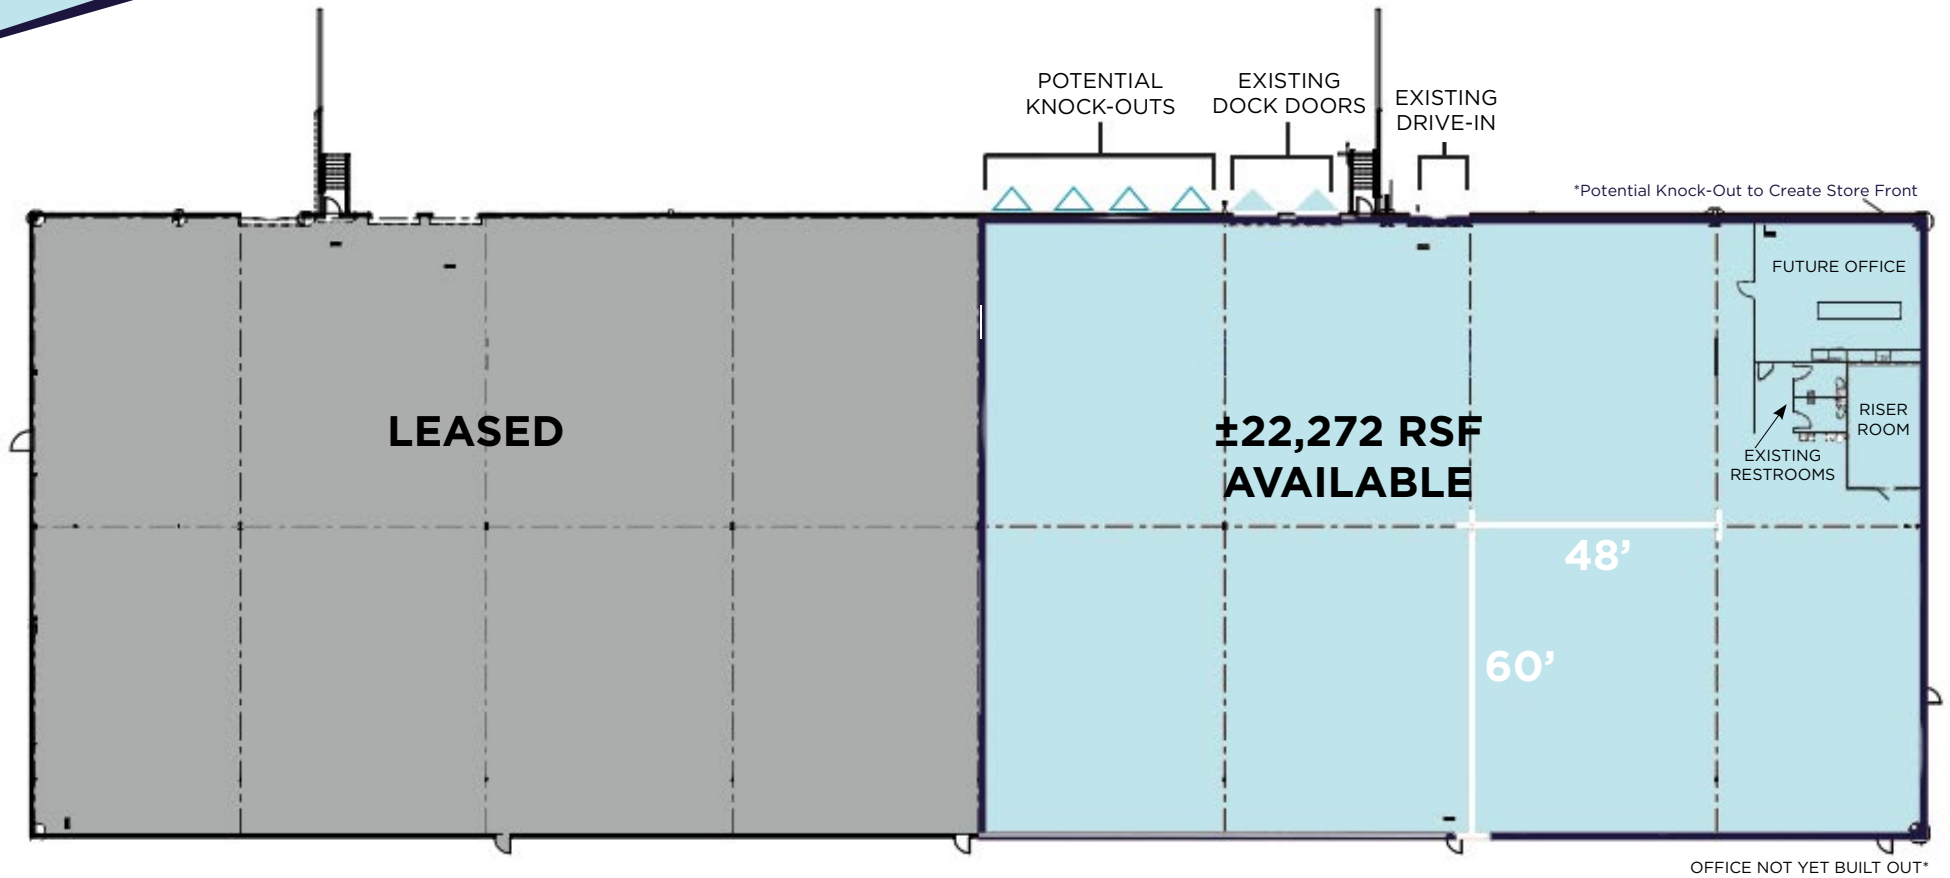 POTENTIAL
KNOCK-OUTS
EXISTING
DOCK DOORS
EXISTING
DRIVE-IN
*Potential Knock-Out to Create Store Front
FUTURE OFFICE
LEASED
±22,272 RSF
AVAILABLE
RISER
ROOM
EXISTING
RESTROOMS
48’
60’
OFFICE NOT YET BUILT OUT*